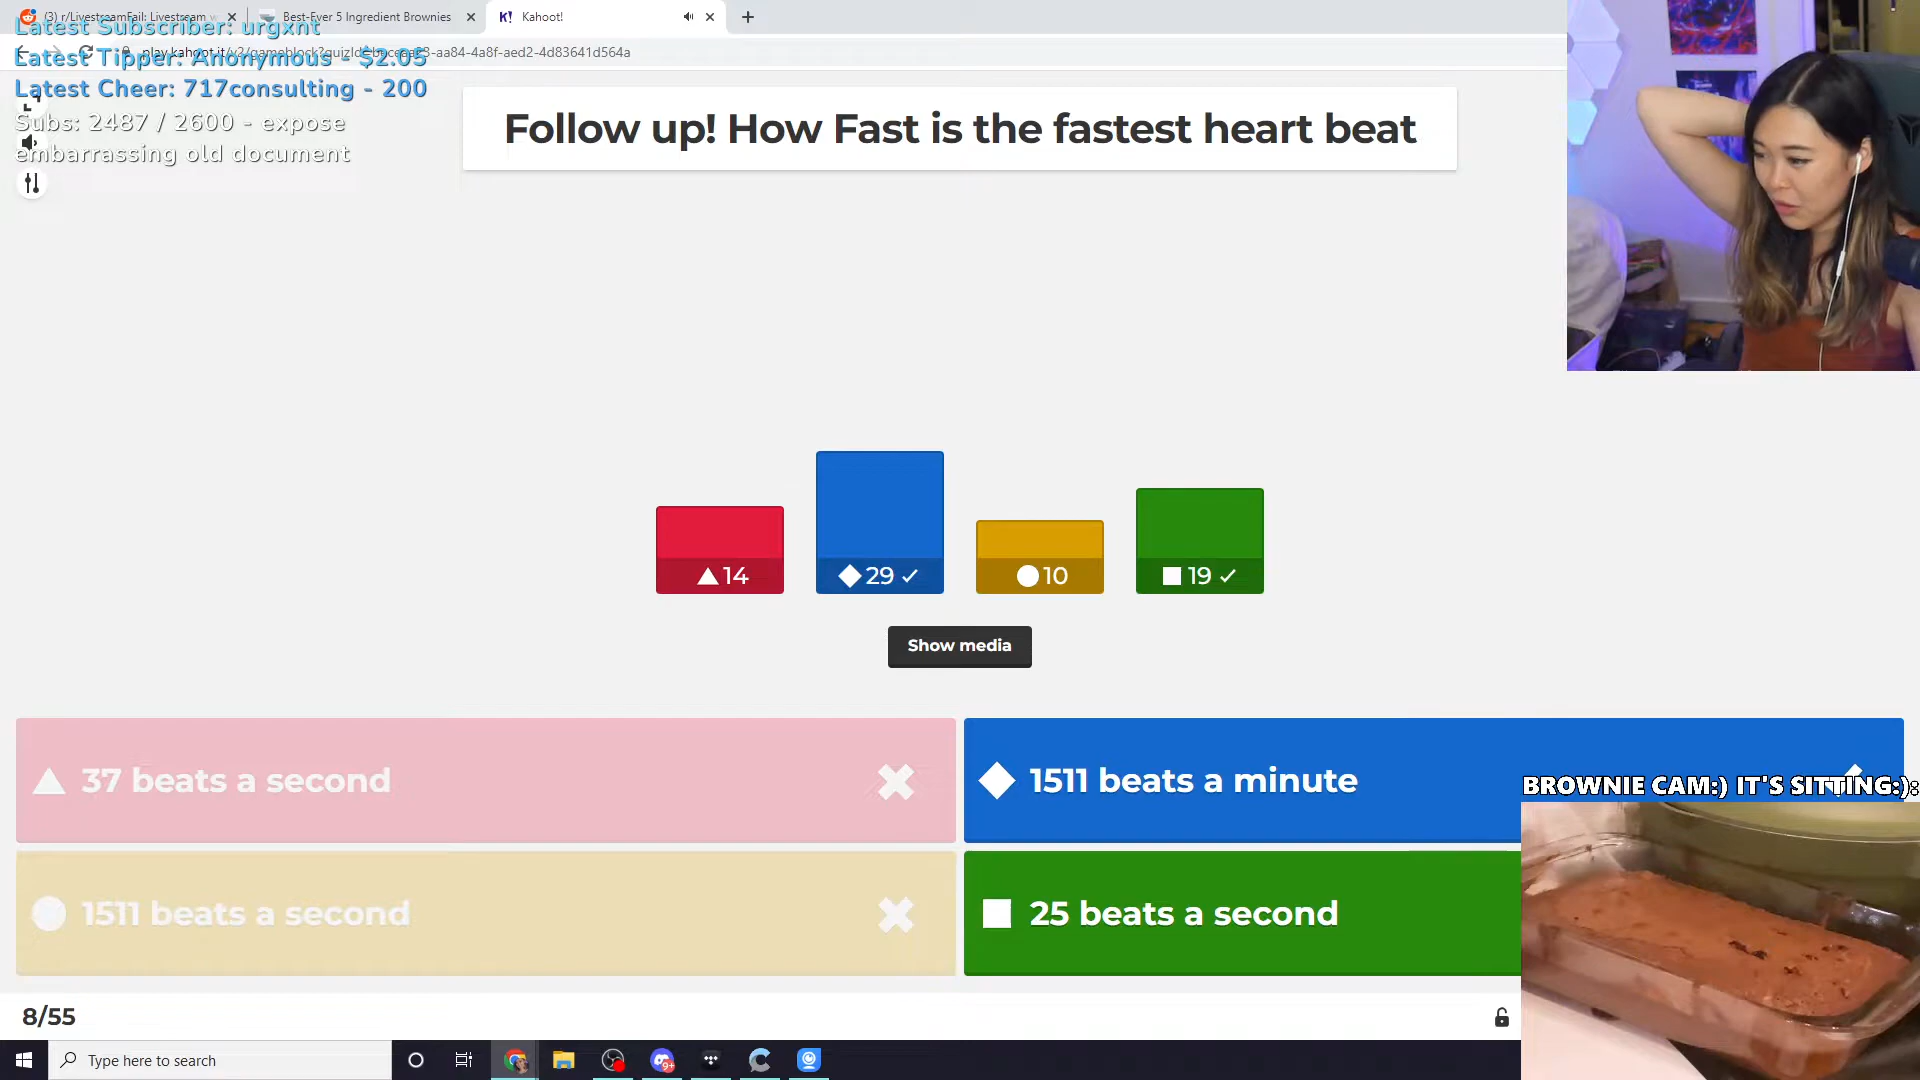 (3) r/LivestreamFail: Livestream
Best-Ever 5 Ingredient Brownies
K! Kahoot!
Latest Subscriber: urgxnt
Latest Tipper: Anonymous - $2.05
Latest Cheer: 717consulting - 200
Subs: 2487 / 2600 - expose
embarrassing old document
Follow up! How Fast is the fastest heart beat
14
29
10
19
Show media
37 beats a second
1511 beats a minute
1511 beats a second
25 beats a second
BROWNIE CAM:) IT'S SITTING:):
8/55
Type here to search
9+